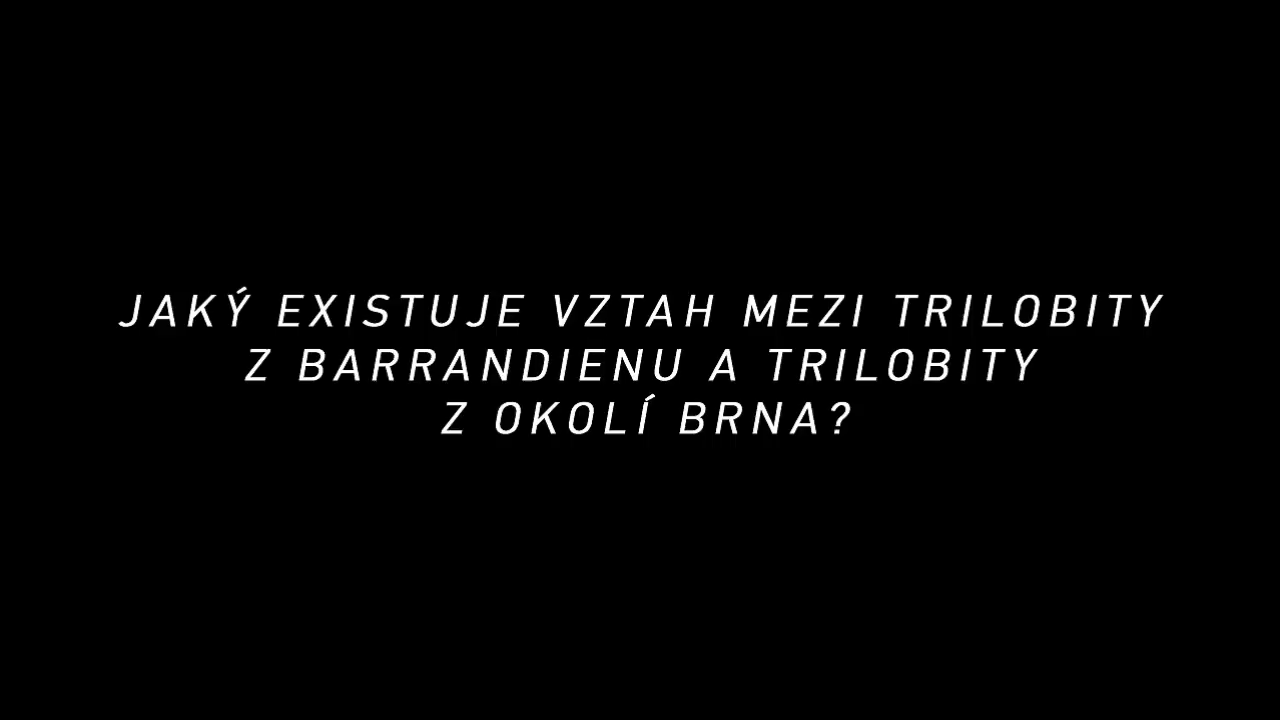 JAKÝ EXISTUJE VZTAH MEZI TRILOBITY
Z BARRANDIENU A TRILOBITY
Z OKOLÍ BRNA?